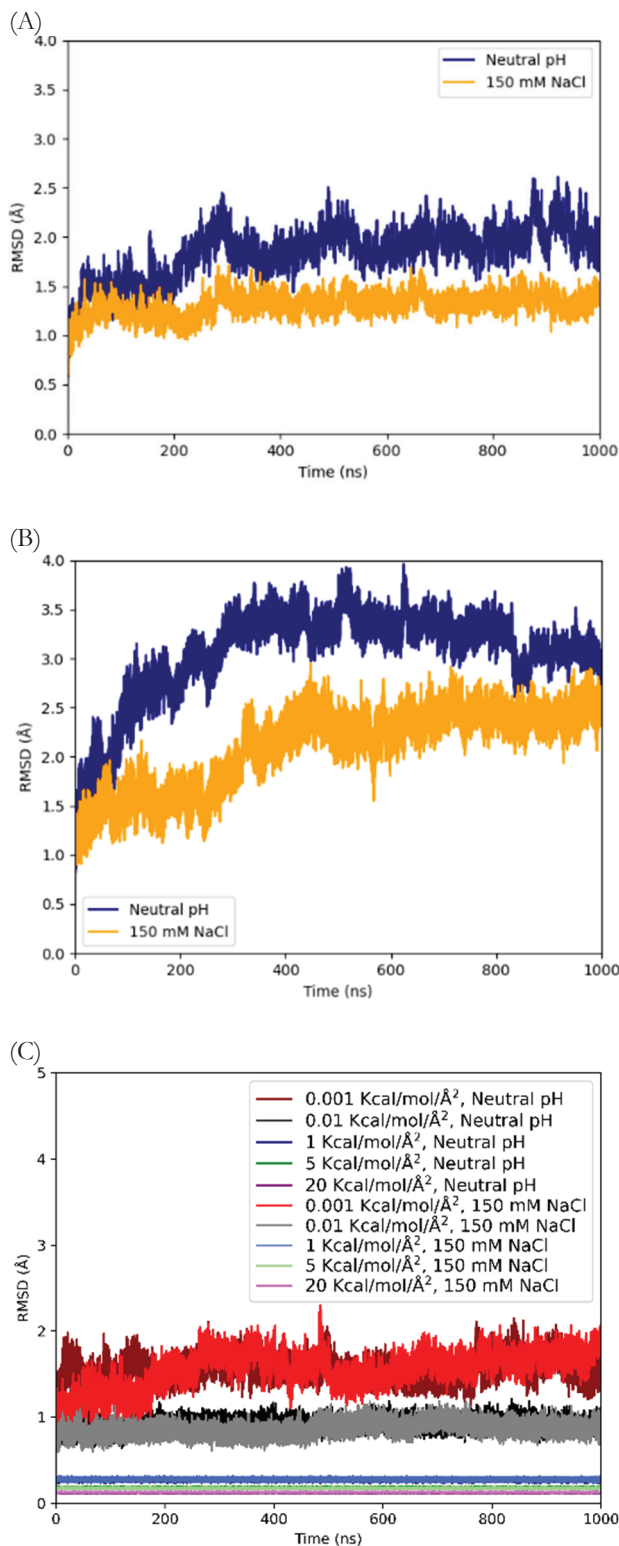 (A)
4.0
Neutral pH
150 mM NaCl
3.5
3.0
2.5
RMSD (Å)
2.0
1.5
1.0
0.5
0.0
0 200 400 600 800 1000
Time (ns)
(B)
4.0
3.5
3.0
2.5
RMSD (Å)
2.0
1.5
1.0
Neutral pH
0.5
150 mM NaCl
0.0
0 200 400 600 800 1000
Time (ns)
(C)
5
0.001 Kcal/mol/Å², Neutral pH
0.01 Kcal/mol/Å², Neutral pH
1 Kcal/mol/Å², Neutral pH
4
5 Kcal/mol/Å², Neutral pH
20 Kcal/mol/Å², Neutral pH
0.001 Kcal/mol/Å², 150 mM NaCl
0.01 Kcal/mol/Å², 150 mM NaCl
3
1 Kcal/mol/Å², 150 mM NaCl
5 Kcal/mol/Å², 150 mM NaCl
20 Kcal/mol/Å², 150 mM NaCl
RMSD (Å)
2
1
0
0 200 400 600 800 1000
Time (ns)